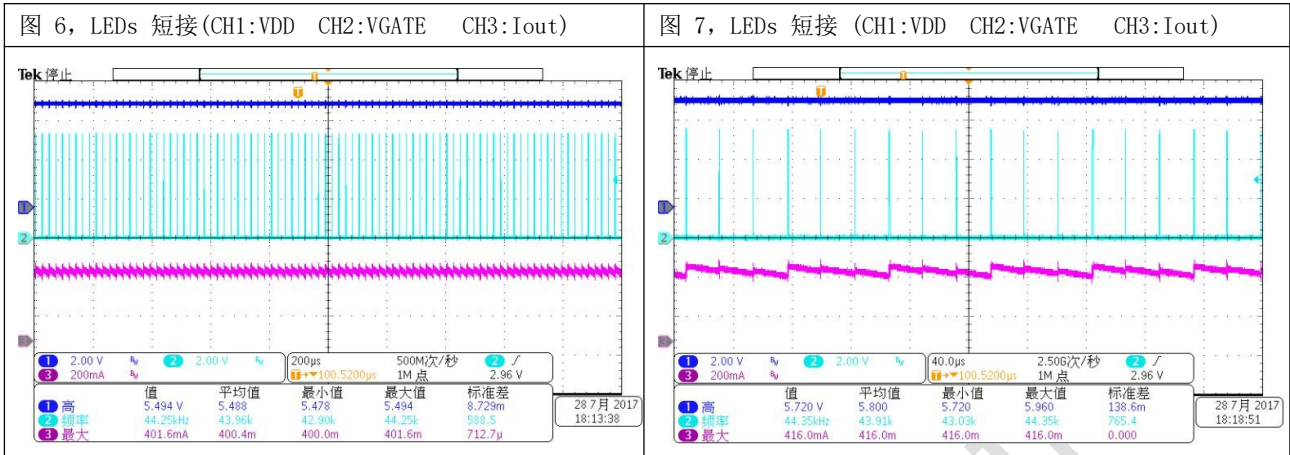 图 6，LEDs 短接(CH1:VDD CH2:VGATE CH3:Iout)
Tek 停止
T
1
2
3
1 2.00 V Bw 2 2.00 V Bw
3 200mA Bw
200µs 500M次/秒 2 ∫
T→▼100.5200µs 1M 点 2.96 V
值 平均值 最小值 最大值 标准差
1 高 5.494 V 5.488 5.478 5.494 8.729m
2 频率 44.25kHz 43.96k 42.90k 44.25k 588.5
3 最大 401.6mA 400.4m 400.0m 401.6m 712.7µ
28 7月 2017
18:13:38
图 7，LEDs 短接 (CH1:VDD CH2:VGATE CH3:Iout)
Tek 停止
T
1
2
3
1 2.00 V Bw 2 2.00 V Bw
3 200mA Bw
40.0µs 2.50G次/秒 2 ∫
T→▼100.5200µs 1M 点 2.96 V
值 平均值 最小值 最大值 标准差
1 高 5.720 V 5.800 5.720 5.960 138.6m
2 频率 44.35kHz 43.91k 43.03k 44.35k 765.4
3 最大 416.0mA 416.0m 416.0m 416.0m 0.000
28 7月 2017
18:18:51